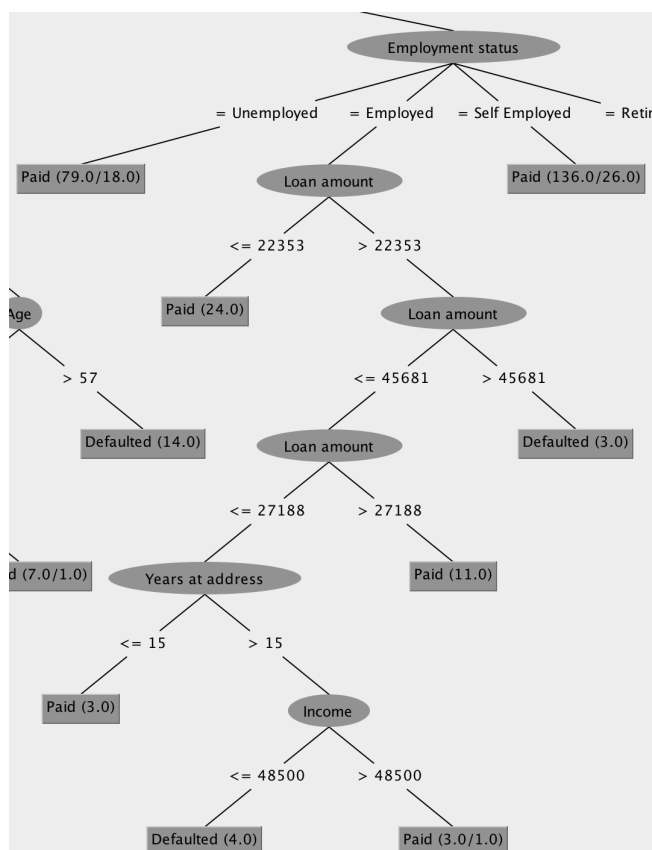 Employment status
= Unemployed = Employed = Self Employed = Retir
Paid (79.0/18.0) Loan amount Paid (136.0/26.0)
<= 22353 > 22353
Age Paid (24.0) Loan amount
> 57 <= 45681 > 45681
Defaulted (14.0) Loan amount Defaulted (3.0)
<= 27188 > 27188
d (7.0/1.0) Years at address Paid (11.0)
<= 15 > 15
Paid (3.0) Income
<= 48500 > 48500
Defaulted (4.0) Paid (3.0/1.0)